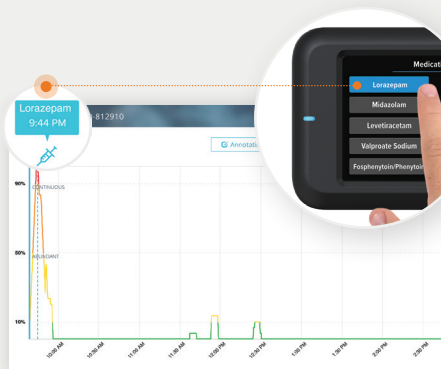 Medicati
Lorazepam
Midazolam
Levetiracetam
Valproate Sodium
Fosphenytoin/Phenytoin
Lorazepam
9:44 PM
-812910
Annotati
90%
CONTINUOUS
50%
ABUNDANT
10%
10:00 AM
10:30 AM
11:00 AM
11:30 AM
12:00 PM
12:30 PM
1:00 PM
1:30 PM
2:00 PM
2:30 PM